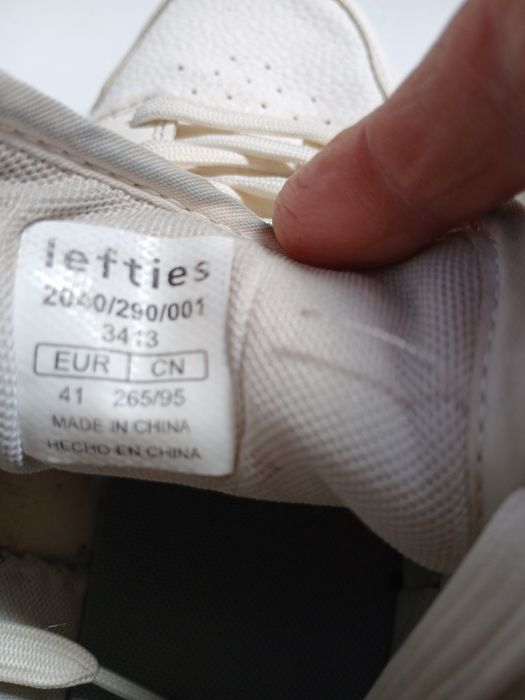 lefties
2040/290/001
3413
EUR CN
41 265/95
MADE IN CHINA
HECHO EN CHINA